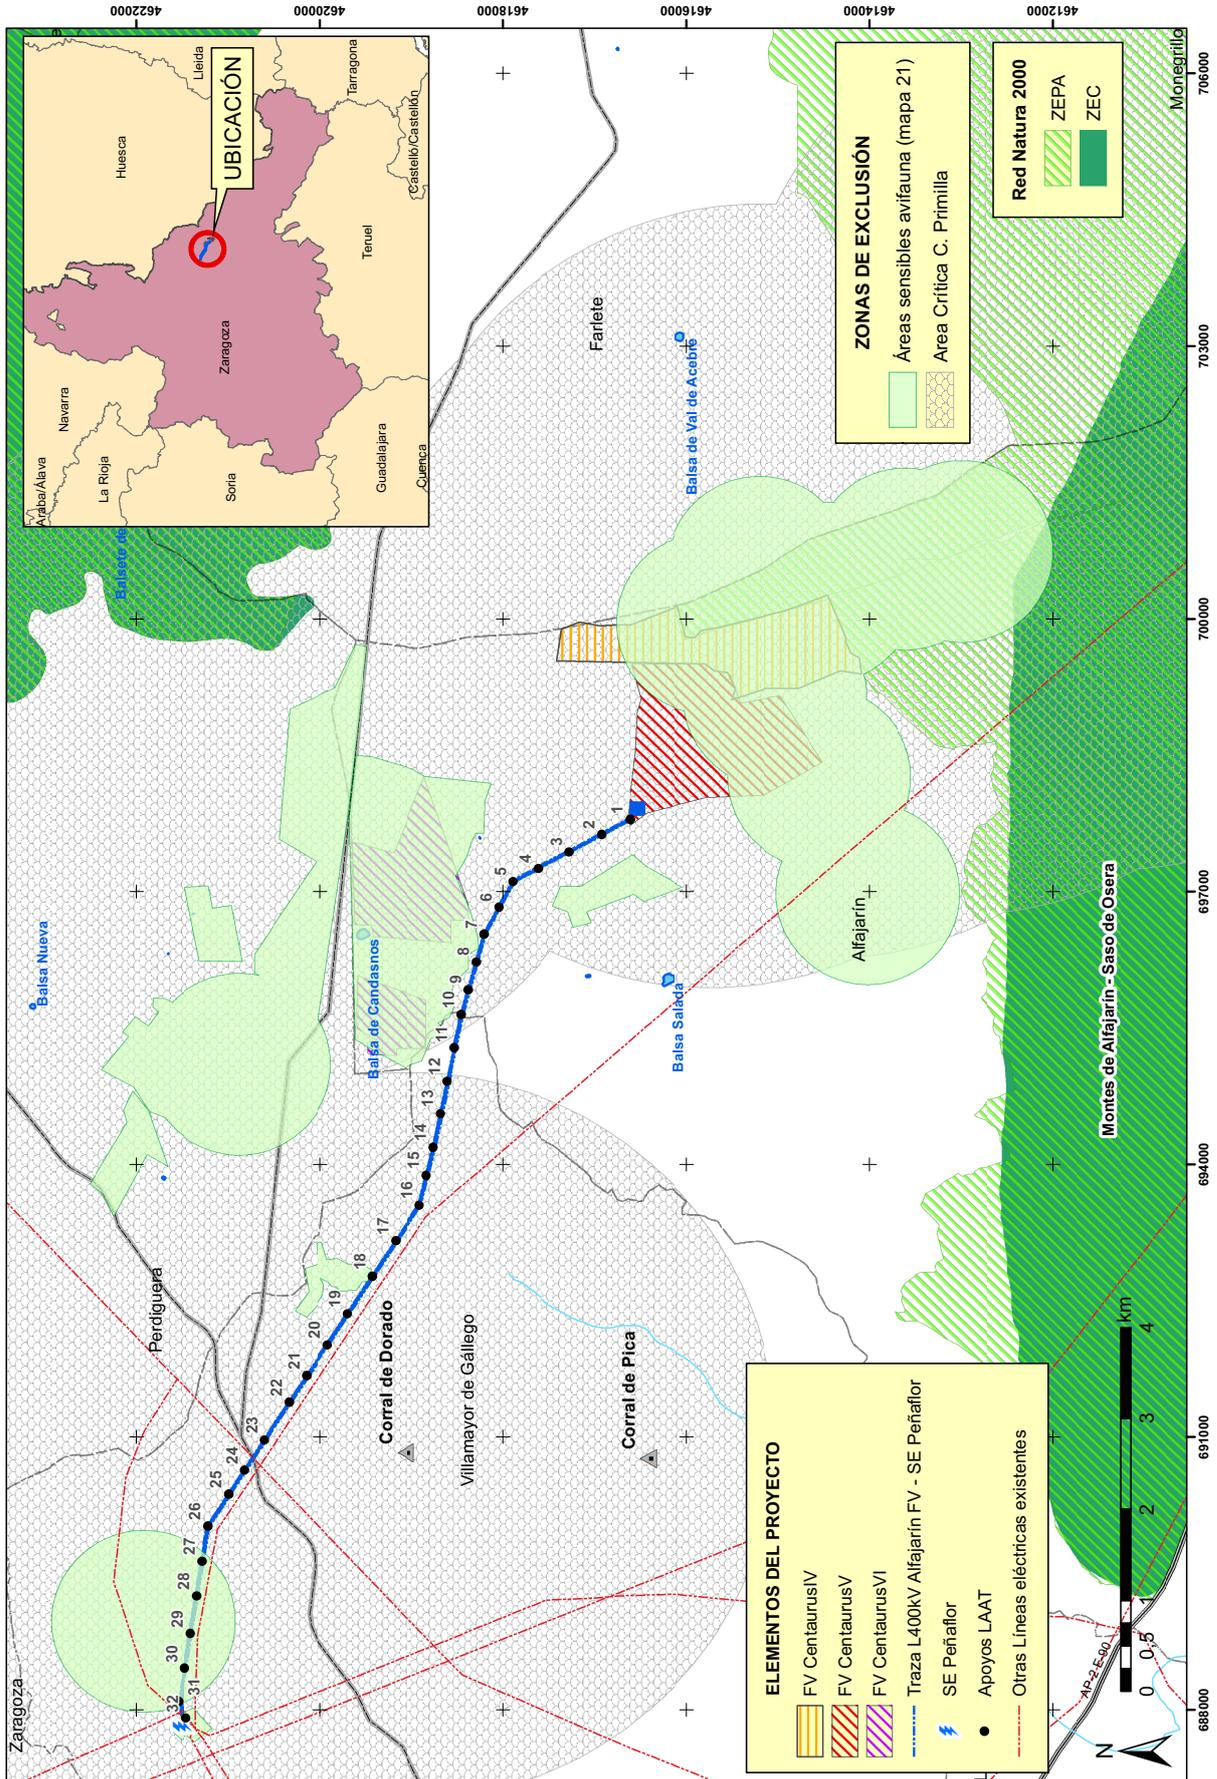 4622000
4620000
4618000
4616000
4614000
4612000
Araba/Álava
Navarra
La Rioja
Huesca
Lleida
UBICACIÓN
Zaragoza
Soria
Tarragona
Teruel
Guadalajara
Cuenca
Castelló/Castellón
Zaragoza
Balsa Nueva
Balsete de
Perdiguera
32
31
30
29
28
27
26
25
24
23
22
21
20
19
18
17
16
15
14
13
12
11
10
9
8
7
6
5
4
3
2
1
Balsa de Candasnos
Corral de Dorado
Villamayor de Gállego
Corral de Pica
Farlete
Balsa de Val de Acebre
Balsa Salada
Alfajarín
Montes de Alfajarín - Saso de Osera
Monegrillo
AP-2 E-90
ELEMENTOS DEL PROYECTO
FV CentaurusIV
FV CentaurusV
FV CentaurusVI
Traza L400kV Alfajarín FV - SE Peñaflor
SE Peñaflor
Apoyos LAAT
Otras Líneas eléctricas existentes
ZONAS DE EXCLUSIÓN
Áreas sensibles avifauna (mapa 21)
Area Crítica C. Primilla
Red Natura 2000
ZEPA
ZEC
N
0 0,5 1 2 3 4
km
688000
691000
694000
697000
700000
703000
706000